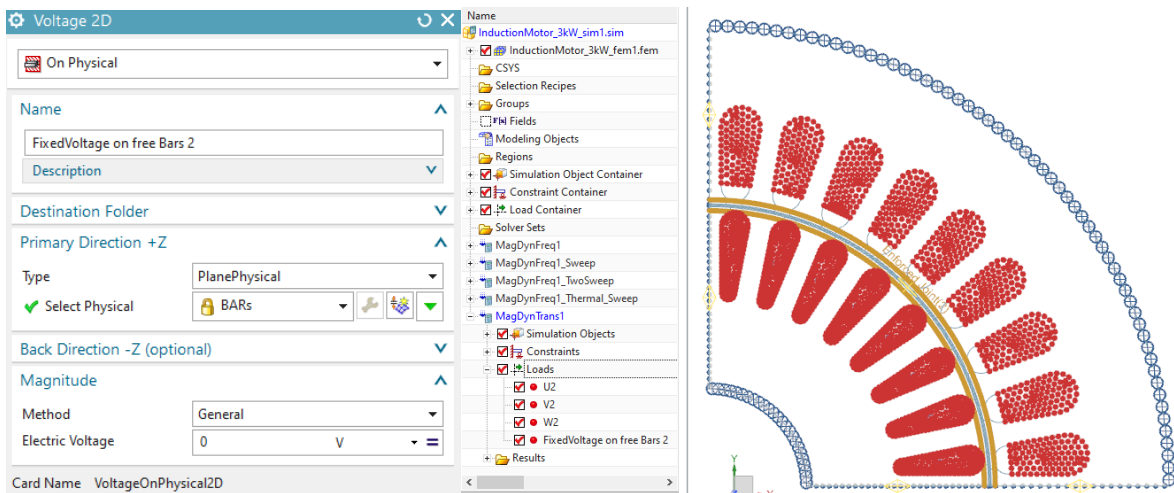 Voltage 2D
On Physical
Name
FixedVoltage on free Bars 2
Description
Destination Folder
Primary Direction +Z
Type
PlanePhysical
Select Physical
BARs
Back Direction -Z (optional)
Magnitude
Method
General
Electric Voltage
0
V
Card Name VoltageOnPhysical2D
Name
InductionMotor_3kW_sim1.sim
InductionMotor_3kW_fem1.fem
CSYS
Selection Recipes
Groups
Fields
Modeling Objects
Regions
Simulation Object Container
Constraint Container
Load Container
Solver Sets
MagDynFreq1
MagDynFreq1_Sweep
MagDynFreq1_TwoSweep
MagDynFreq1_Thermal_Sweep
MagDynTrans1
Simulation Objects
Constraints
Loads
U2
V2
W2
FixedVoltage on free Bars 2
Results
Y
X